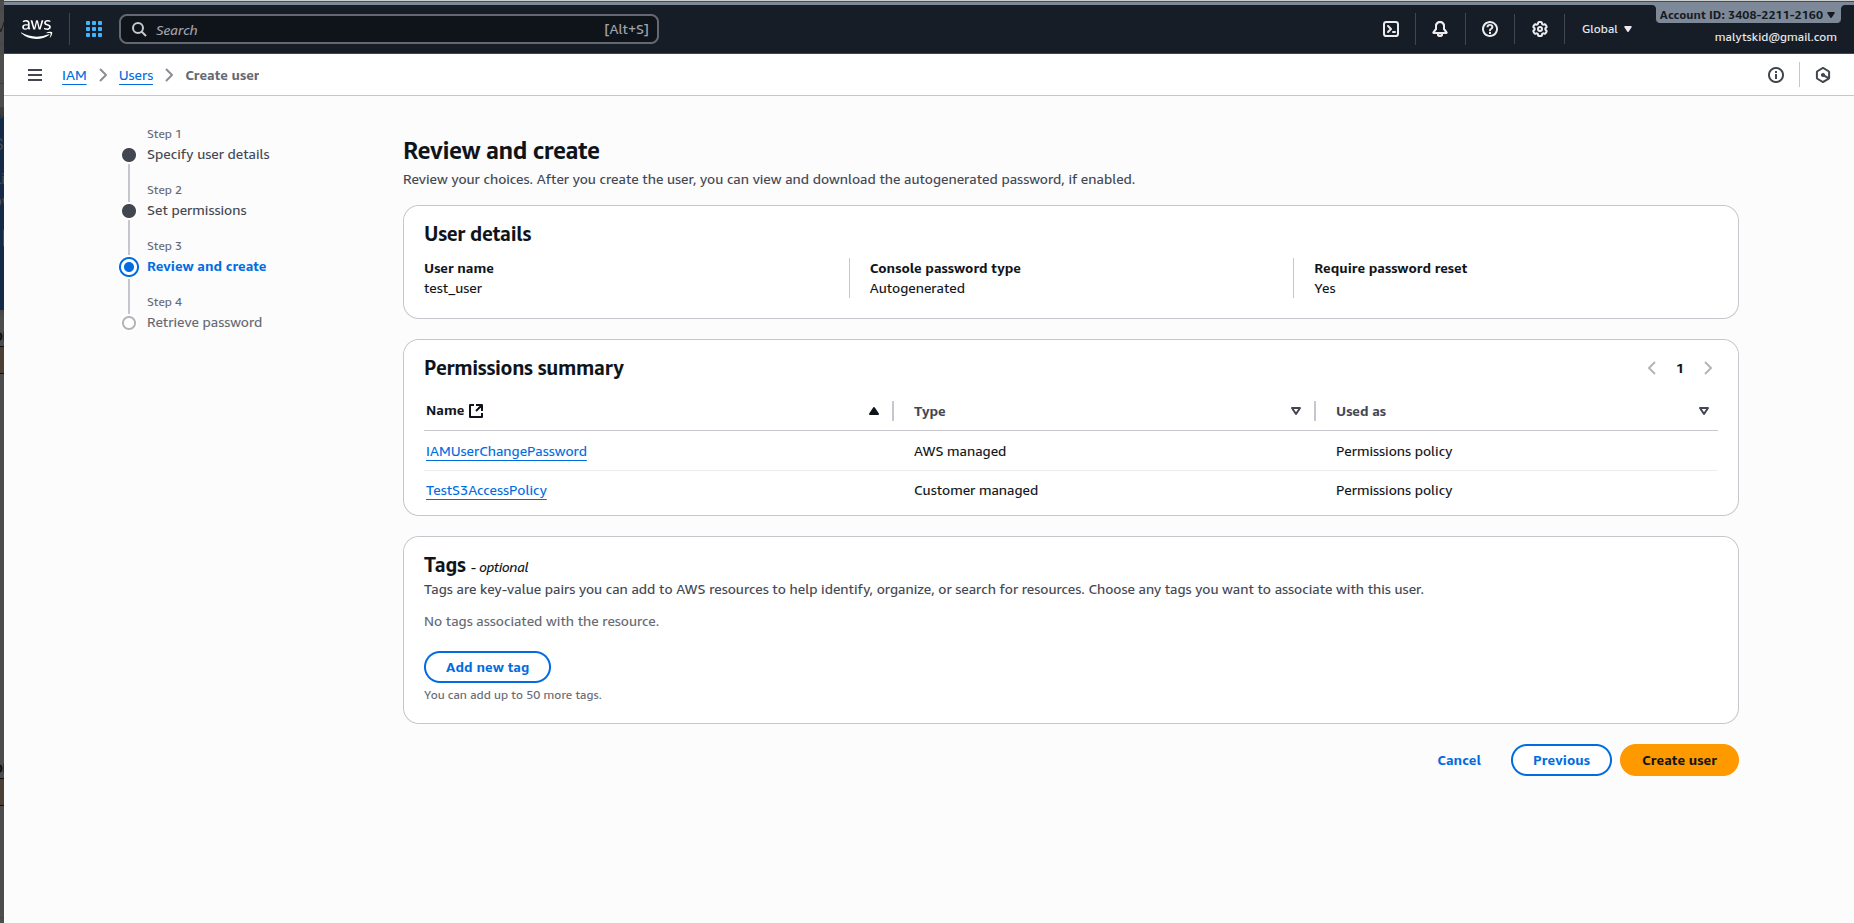 aws
Search [Alt+S]
Global
Account ID: 3408-2211-2160
malytskid@gmail.com
IAM Users Create user
Step 1
Specify user details
Step 2
Set permissions
Step 3
Review and create
Step 4
Retrieve password
Review and create
Review your choices. After you create the user, you can view and download the autogenerated password, if enabled.
User details
User name
test_user
Console password type
Autogenerated
Require password reset
Yes
Permissions summary
1
Name Type Used as
IAMUserChangePassword AWS managed Permissions policy
TestS3AccessPolicy Customer managed Permissions policy
Tags - optional
Tags are key-value pairs you can add to AWS resources to help identify, organize, or search for resources. Choose any tags you want to associate with this user.
No tags associated with the resource.
Add new tag
You can add up to 50 more tags.
Cancel Previous Create user